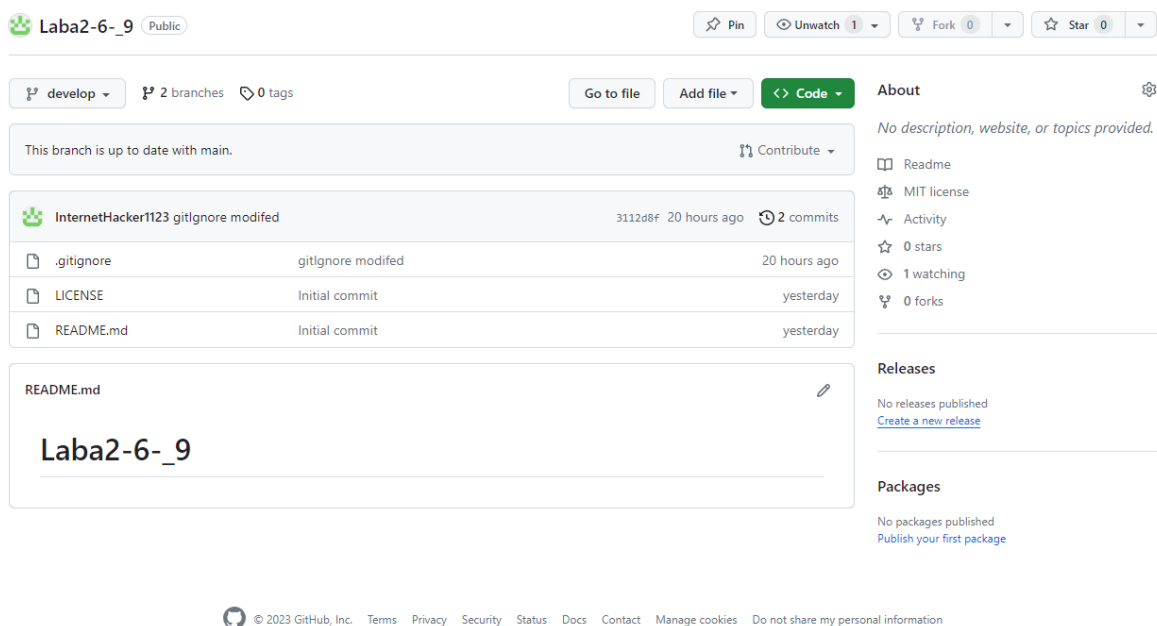 Laba2-6-_9 Public Pin Unwatch 1 Fork 0 Star 0
develop 2 branches 0 tags Go to file Add file Code
This branch is up to date with main. Contribute
InternetHacker1123 gitIgnore modifed 3112d8f 20 hours ago 2 commits
.gitignore gitIgnore modifed 20 hours ago
LICENSE Initial commit yesterday
README.md Initial commit yesterday
README.md
Laba2-6-_9
About
No description, website, or topics provided.
Readme
MIT license
Activity
0 stars
1 watching
0 forks
Releases
No releases published
Create a new release
Packages
No packages published
Publish your first package
© 2023 GitHub, Inc. Terms Privacy Security Status Docs Contact Manage cookies Do not share my personal information